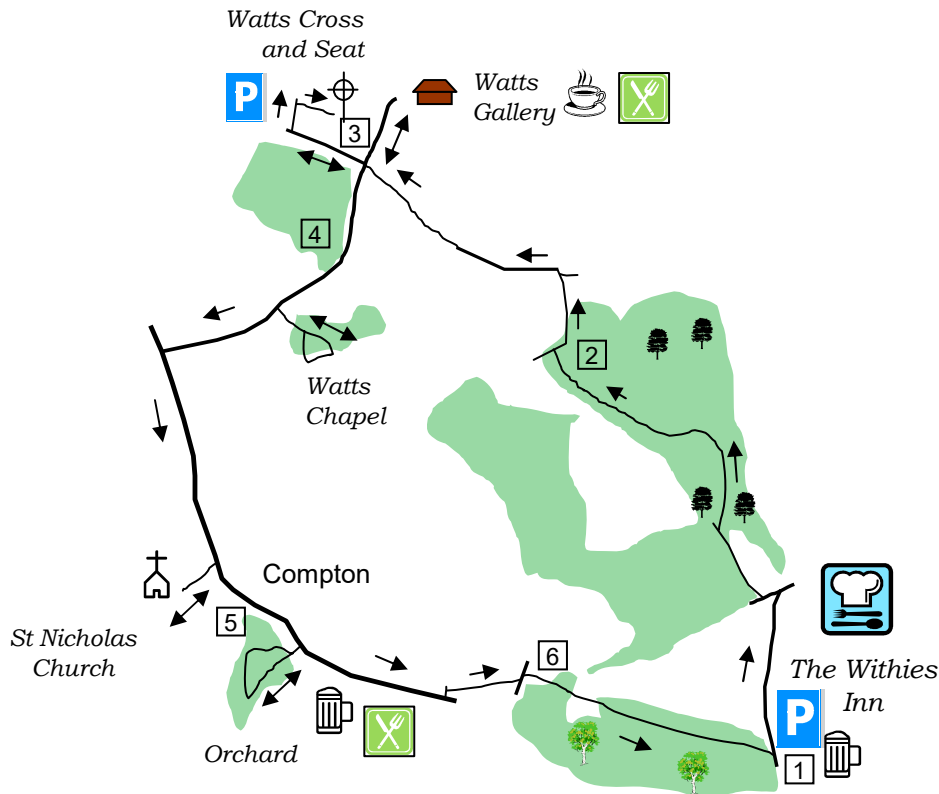 Watts Cross
and Seat
P
Watts
Gallery
3
4
2
Watts
Chapel
Compton
5
St Nicholas
Church
6
The Withies
Inn
P
Orchard
1